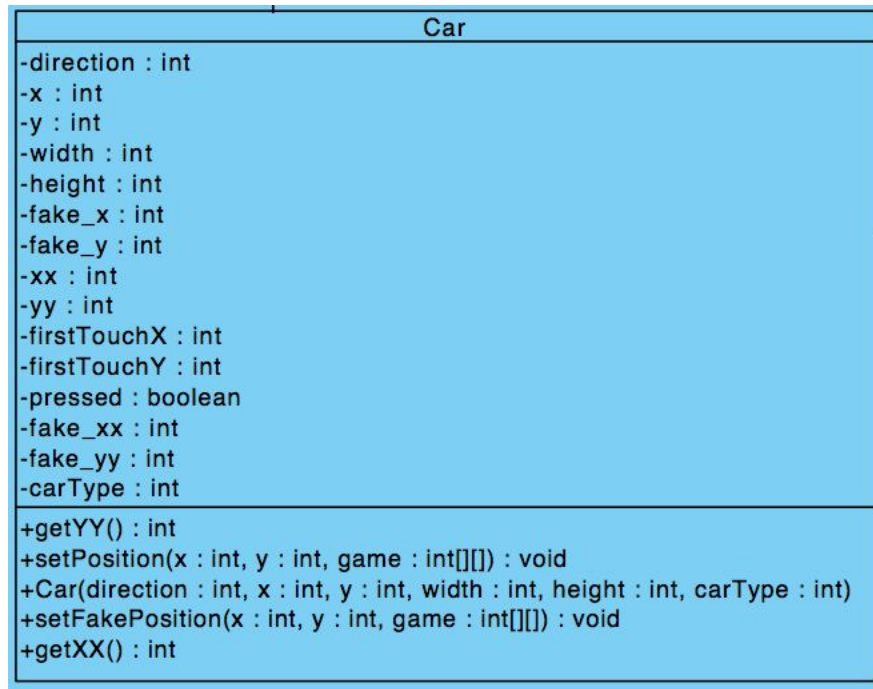 Car
-direction : int
-x : int
-y : int
-width : int
-height : int
-fake_x : int
-fake_y : int
-xx : int
-yy : int
-firstTouchX : int
-firstTouchY : int
-pressed : boolean
-fake_xx : int
-fake_yy : int
-carType : int
+getYY() : int
+setPosition(x : int, y : int, game : int[][]) : void
+Car(direction : int, x : int, y : int, width : int, height : int, carType : int)
+setFakePosition(x : int, y : int, game : int[][]) : void
+getXX() : int